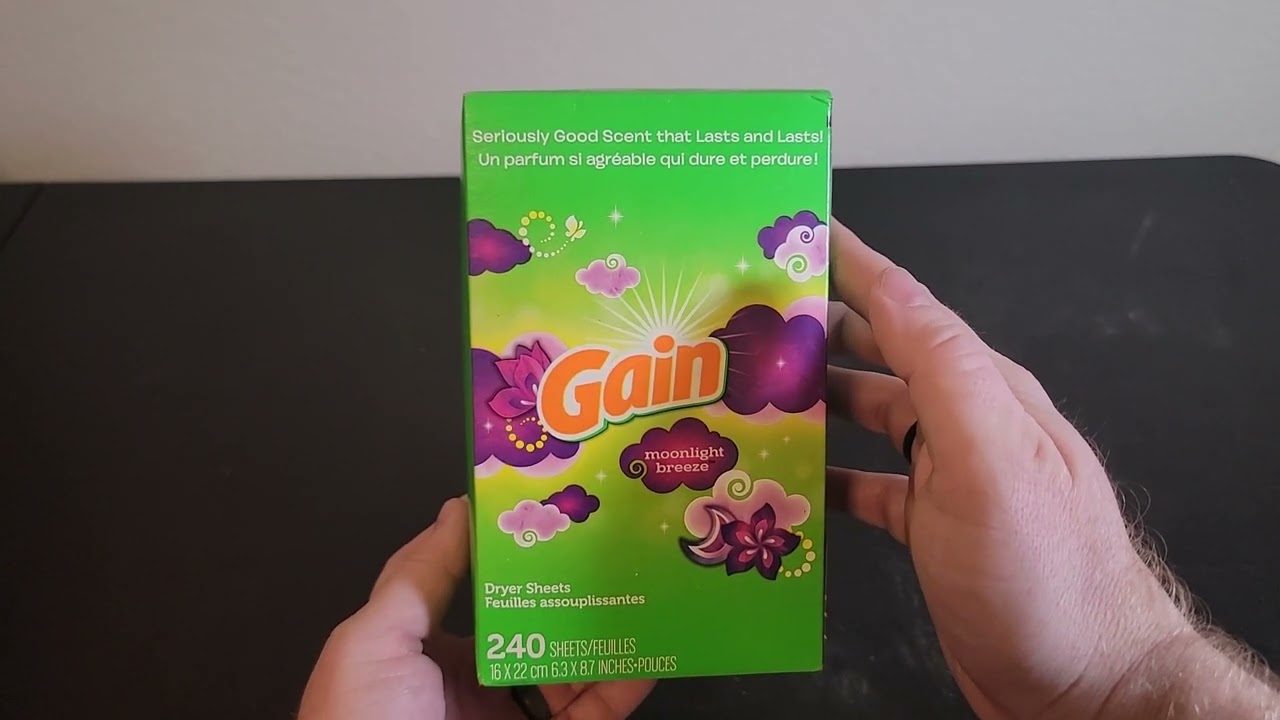 Seriously Good Scent that Lasts and Lasts!
Un parfum si agréable qui dure et perdure!
Gain
moonlight
breeze
Dryer Sheets
Feuilles assouplissantes
240 SHEETS/FEUILLES
16 X 22 cm 6.3 X 8.7 INCHES•POUCES